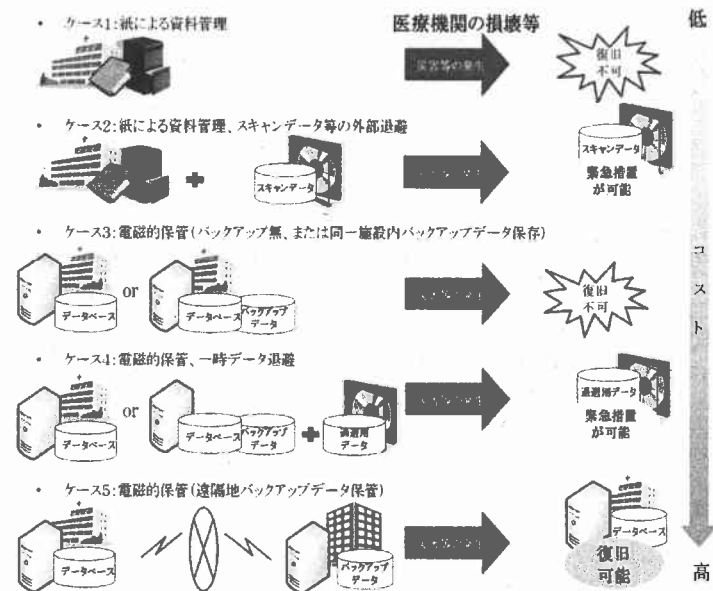 • ケース1:紙による資料管理
医療機関の損壊等
低
災害等の発生
復旧
不可
• ケース2:紙による資料管理、スキャンデータ等の外部退避
スキャンデータ
スキャンデータ
緊急措置
が可能
• ケース3:電磁的保管(バックアップ無、または同一施設内バックアップデータ保存)
コスト
データベース
or
データベース
バックアップ
データ
復旧
不可
• ケース4:電磁的保管、一時データ退避
データベース
or
データベース
バックアップ
データ
データ
緊急措置
が可能
• ケース5:電磁的保管(遠隔地バックアップデータ保管)
データベース
バックアップ
データ
データベース
復旧
可能
高